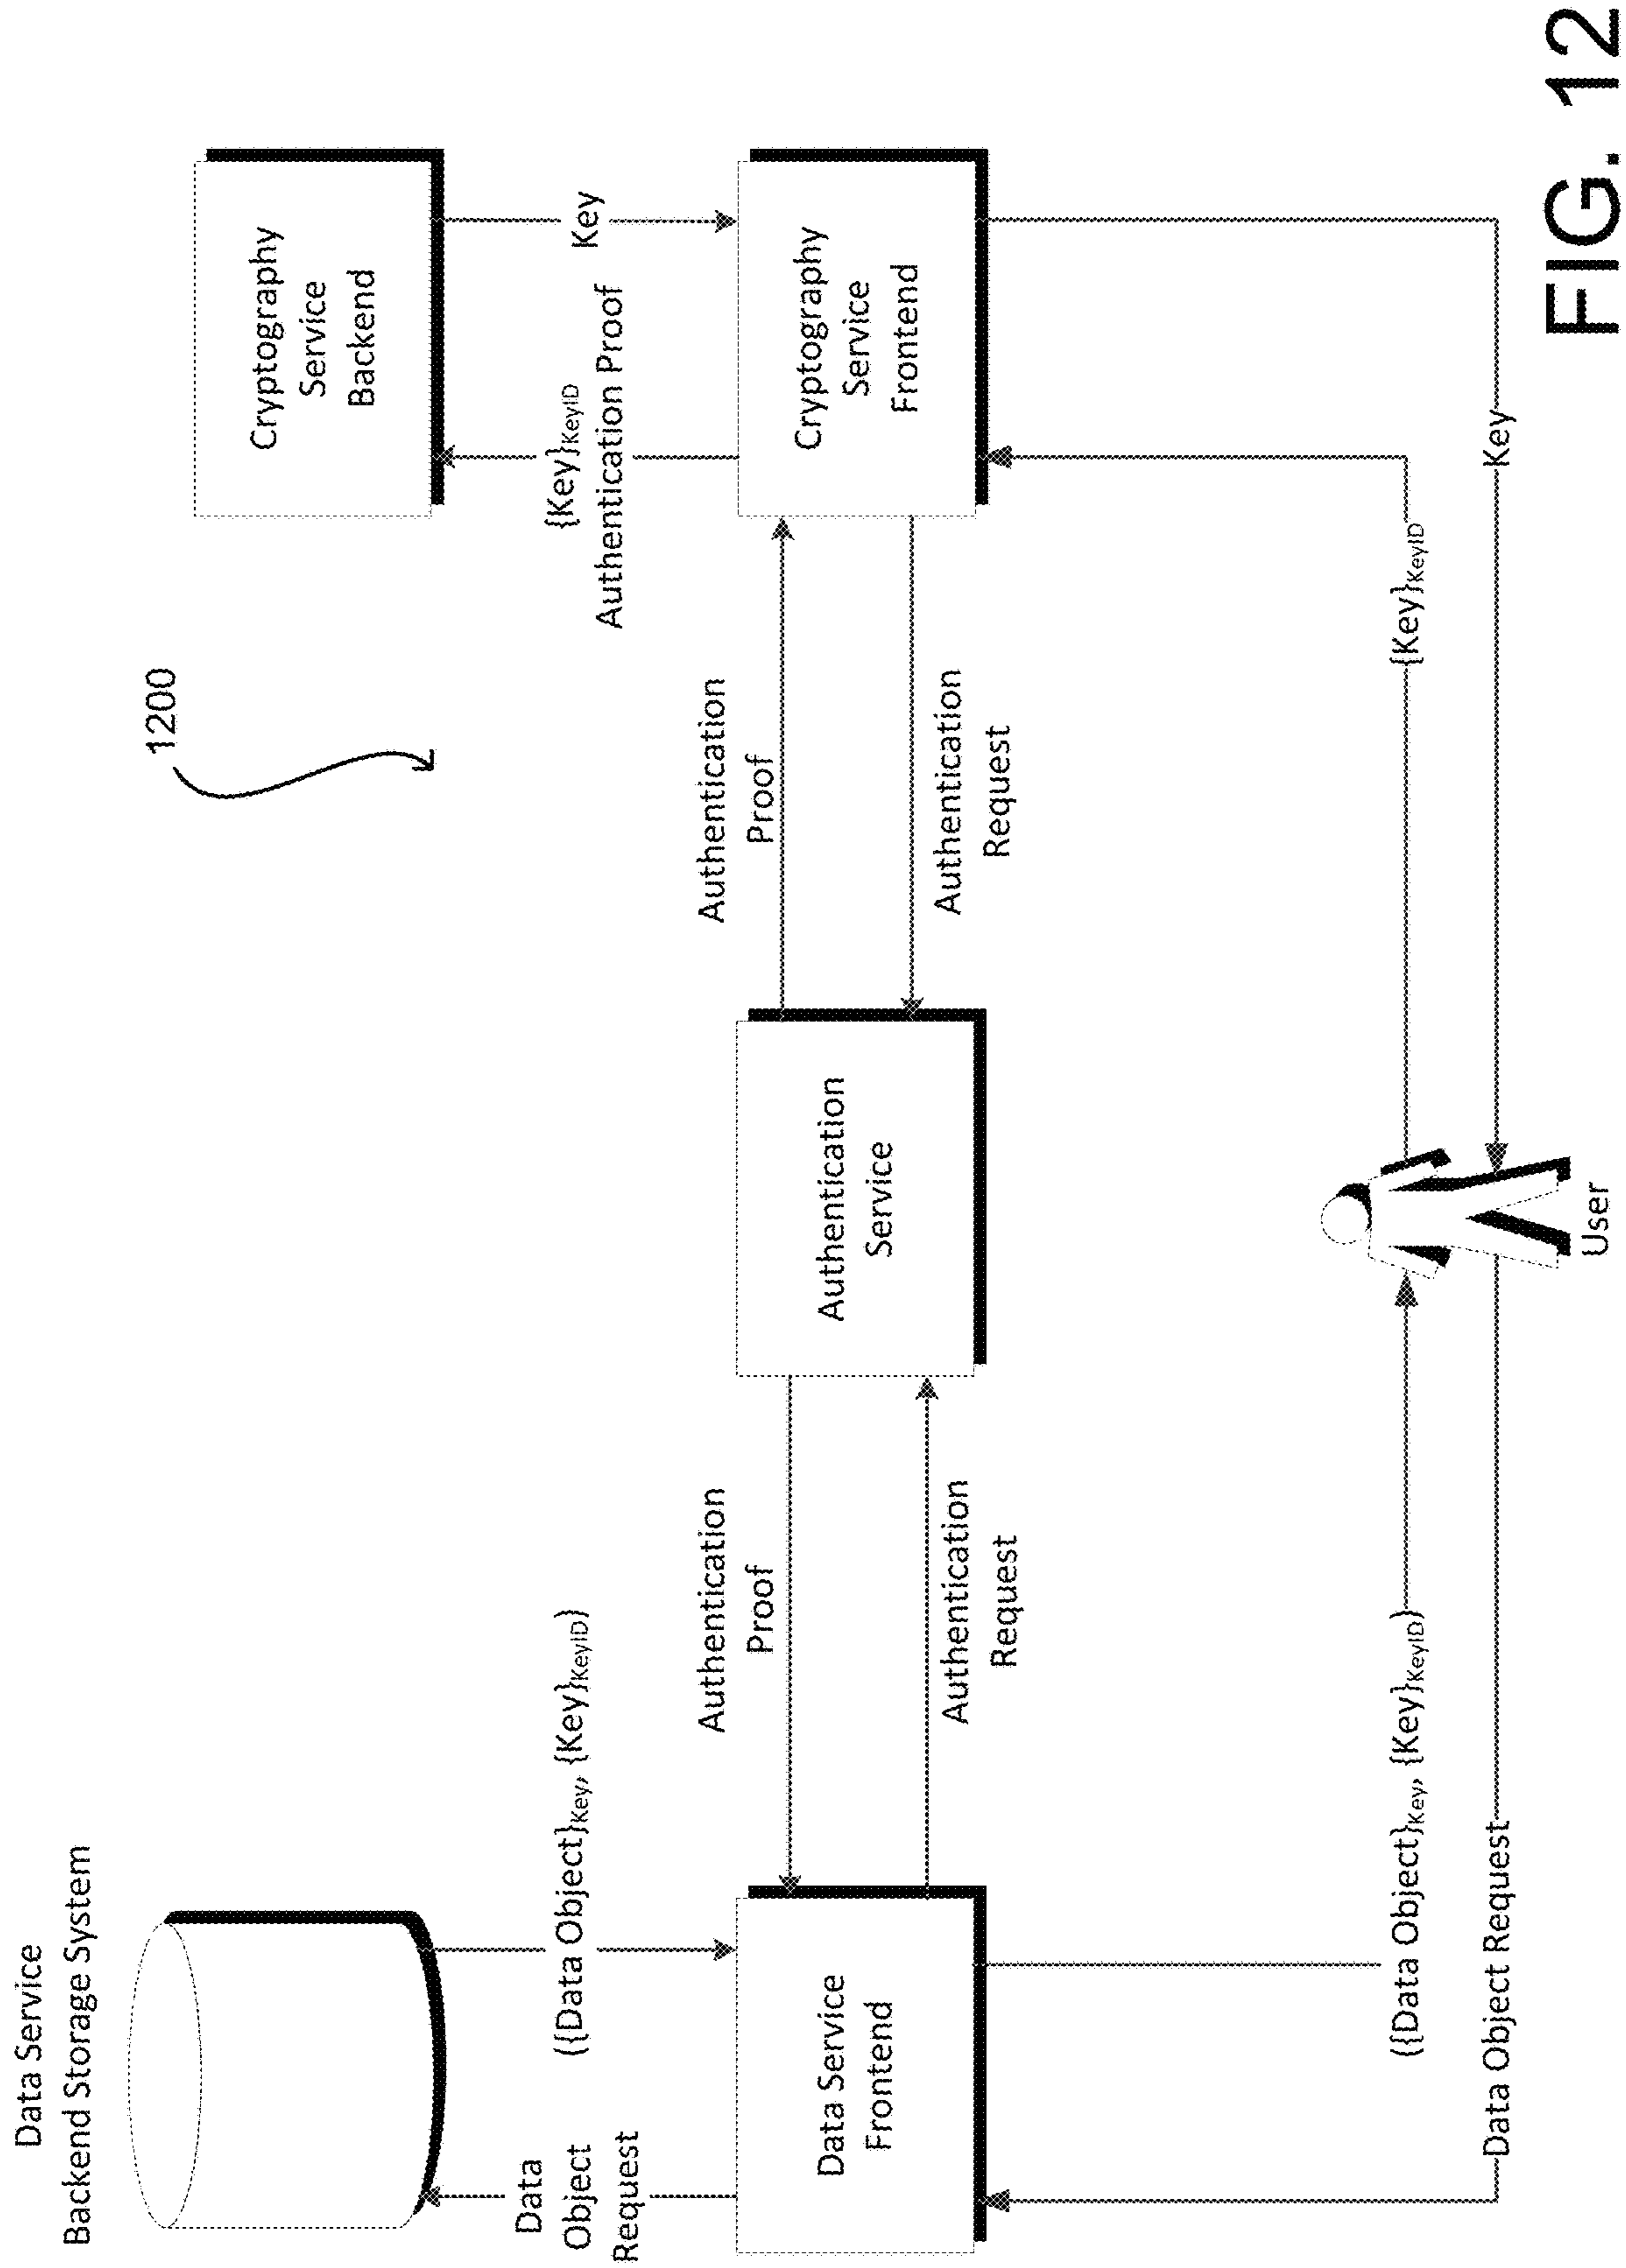 Data Service
Backend Storage System
1200
Data
Object
Request
({Data Object}Key, {Key}KeyID)
{Key}KeyID
Authentication Proof
Key
Cryptography
Service
Backend
Data Service
Frontend
Authentication
Proof
Authentication
Request
Authentication
Service
Authentication
Proof
Authentication
Request
Cryptography
Service
Frontend
({Data Object}Key, {Key}KeyID)
{Key}KeyID
Data Object Request
Key
User
FIG. 12